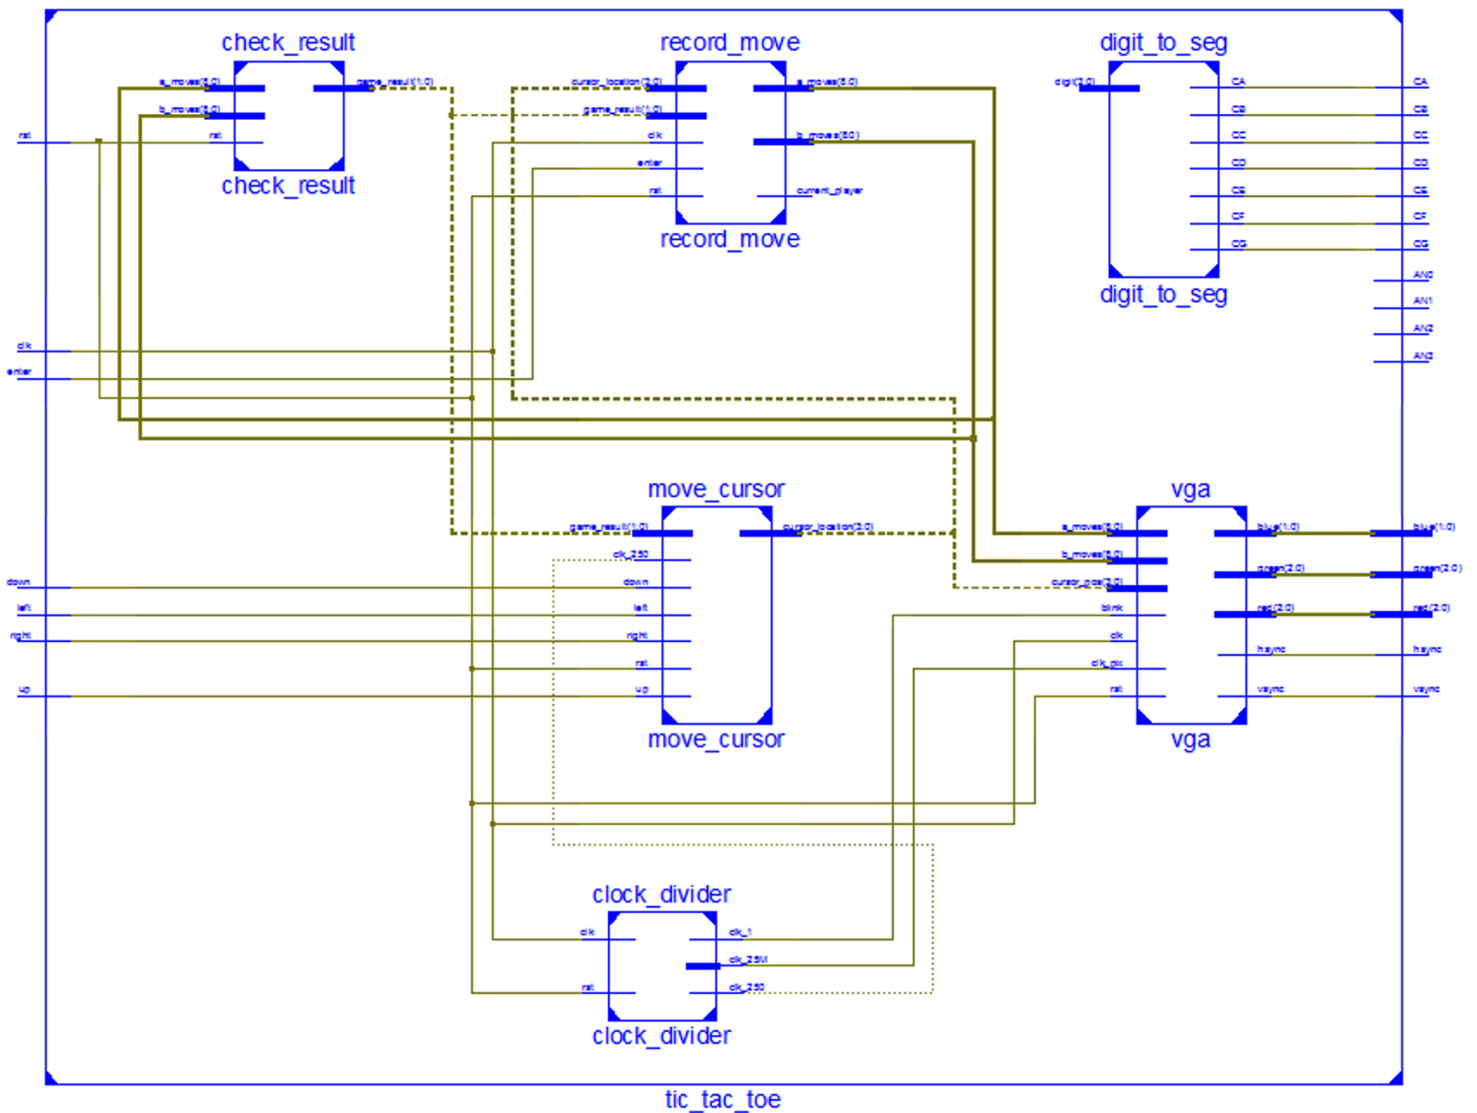 check_result
record_move
digit_to_seg
a_moves(8:0)
game_result(1:0)
b_moves(8:0)
rst
rst
check_result
cursor_location(3:0)
a_moves(8:0)
game_result(1:0)
clk
b_moves(8:0)
enter
rst
current_player
record_move
digit(3:0)
CA
CA
CB
CB
CC
CC
CD
CD
CE
CE
CF
CF
CG
CG
digit_to_seg
AN0
AN1
AN2
AN3
clk
enter
move_cursor
vga
game_result(1:0)
cursor_location(3:0)
clk_250
down
down
left
left
right
right
rst
up
up
move_cursor
a_moves(8:0)
blue(1:0)
blue(1:0)
b_moves(8:0)
green(2:0)
green(2:0)
cursor_pos(3:0)
blink
red(2:0)
red(2:0)
clk
hsync
hsync
clk_pix
rst
vsync
vsync
vga
clock_divider
clk
clk_1
clk_25M
rst
clk_250
clock_divider
tic_tac_toe